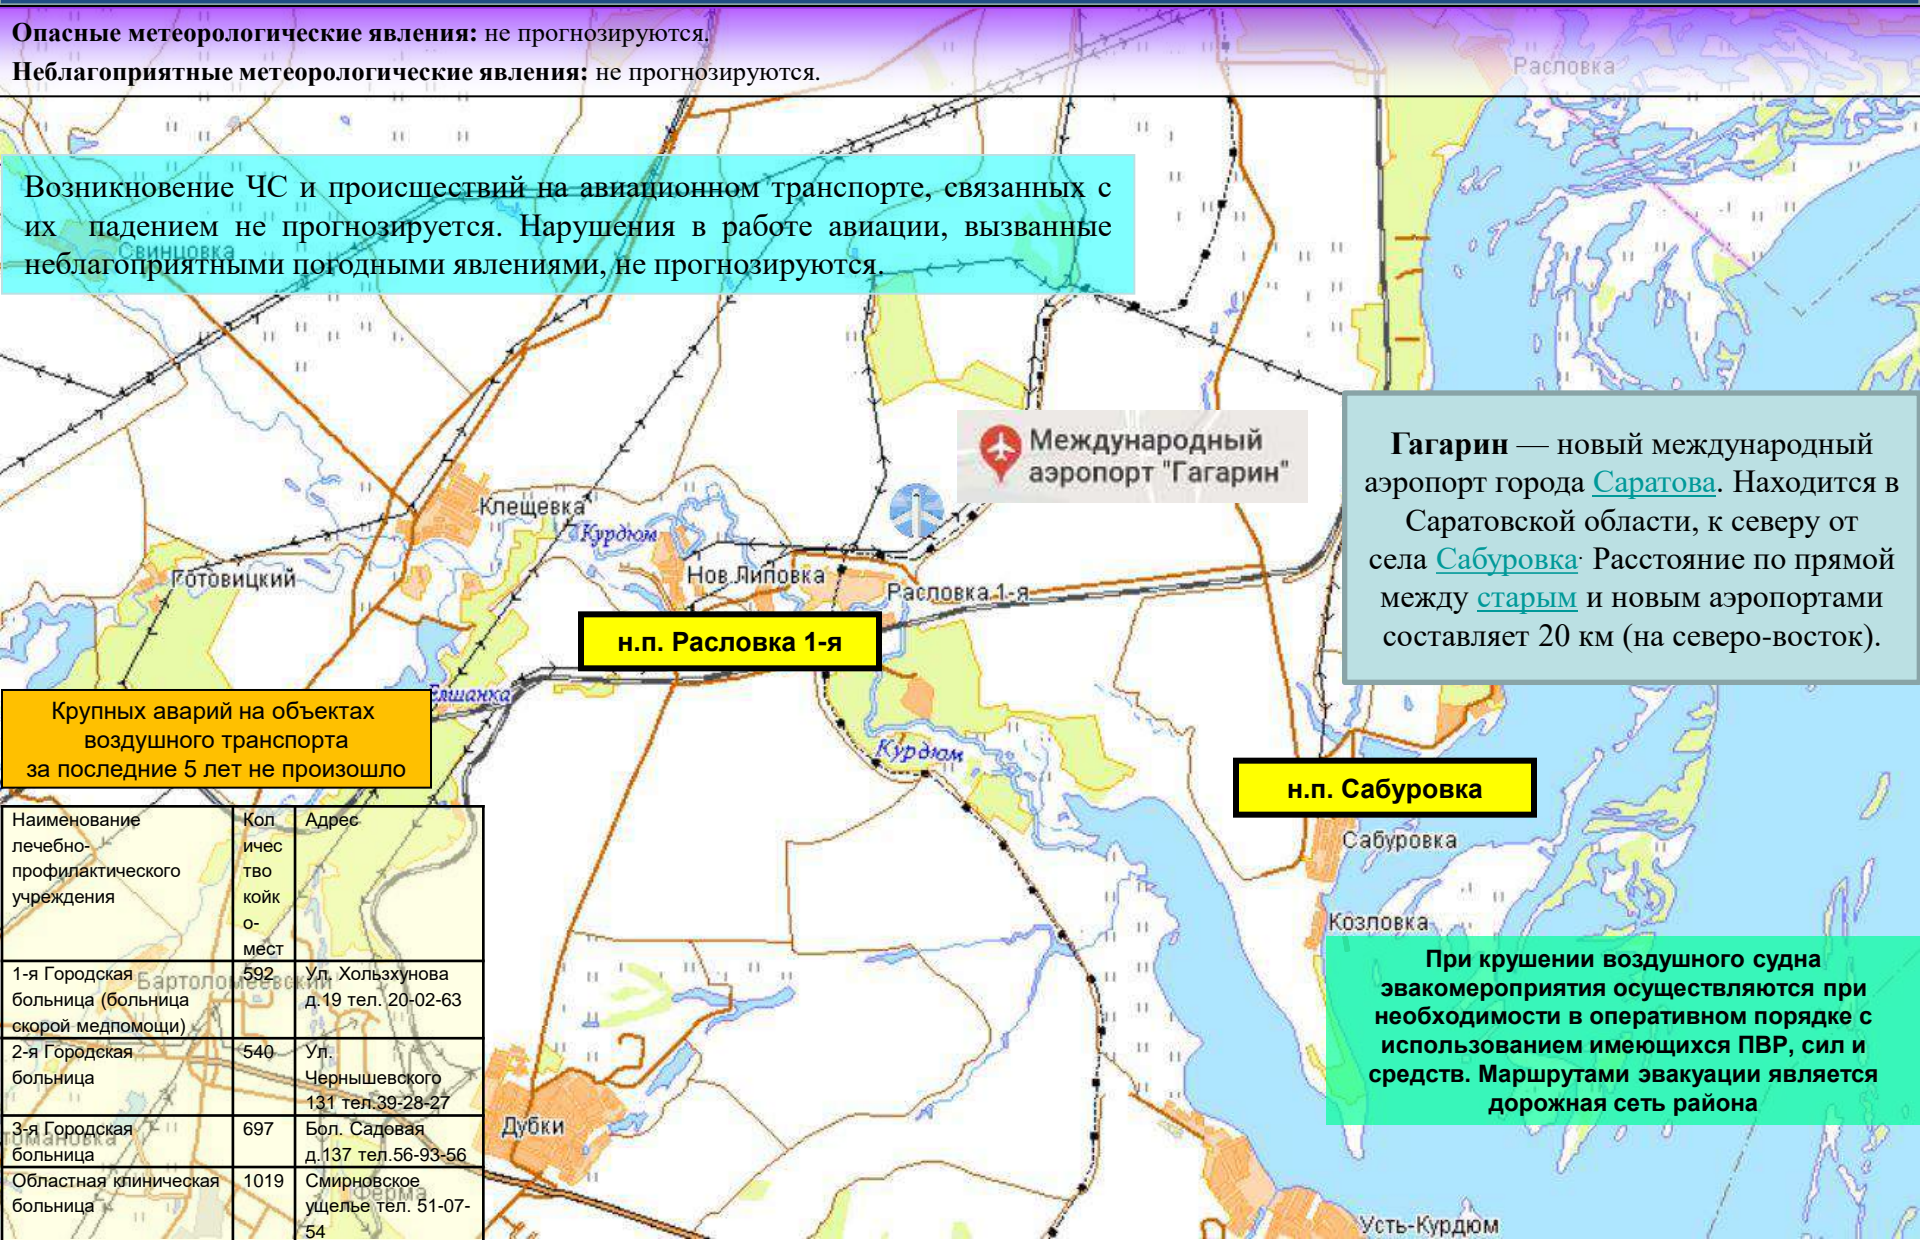 Опасные метеорологические явления: не прогнозируются.
Неблагоприятные метеорологические явления: не прогнозируются.
Расловка
Возникновение ЧС и происшествий на авиационном транспорте, связанных с
их падением не прогнозируется. Нарушения в работе авиации, вызванные
неблагоприятными погодными явлениями, не прогнозируются.
Свинцовка
Международный
аэропорт "Гагарин"
Гагарин — новый международный
аэропорт города Саратова. Находится в
Саратовской области, к северу от
села Сабуровка· Расстояние по прямой
между старым и новым аэропортами
составляет 20 км (на северо-восток).
Клещевка
Курдюм
Готовицкий
Нов.Липовка
Расловка 1-я
н.п. Расловка 1-я
Елшанка
Крупных аварий на объектах
воздушного транспорта
за последние 5 лет не произошло
Курдюм
н.п. Сабуровка
Сабуровка
Козловка
Наименование
лечебно-
профилактического
учреждения
Кол
ичес
тво
койк
о-
мест
Адрес
1-я Городская
больница (больница
скорой медпомощи)
592
Ул. Хользхунова
д.19 тел. 20-02-63
Бартоломеевский
2-я Городская
больница
540
Ул.
Чернышевского
131 тел.39-28-27
3-я Городская
больница
697
Бол. Садовая
д.137 тел.56-93-56
Областная клиническая
больница
1019
Смирновское
ущелье тел. 51-07-
54
Ферма
Дубки
При крушении воздушного судна
эвакомероприятия осуществляются при
необходимости в оперативном порядке с
использованием имеющихся ПВР, сил и
средств. Маршрутами эвакуации является
дорожная сеть района
Усть-Курдюм